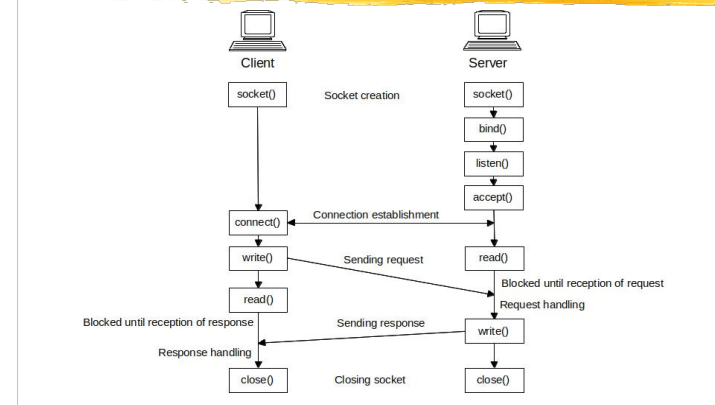 Client Server
socket() Socket creation socket()
bind()
listen()
accept()
Connection establishment
connect()
write() Sending request read()
Blocked until reception of request
read() Request handling
Blocked until reception of response Sending response write()
Response handling
close() Closing socket close()